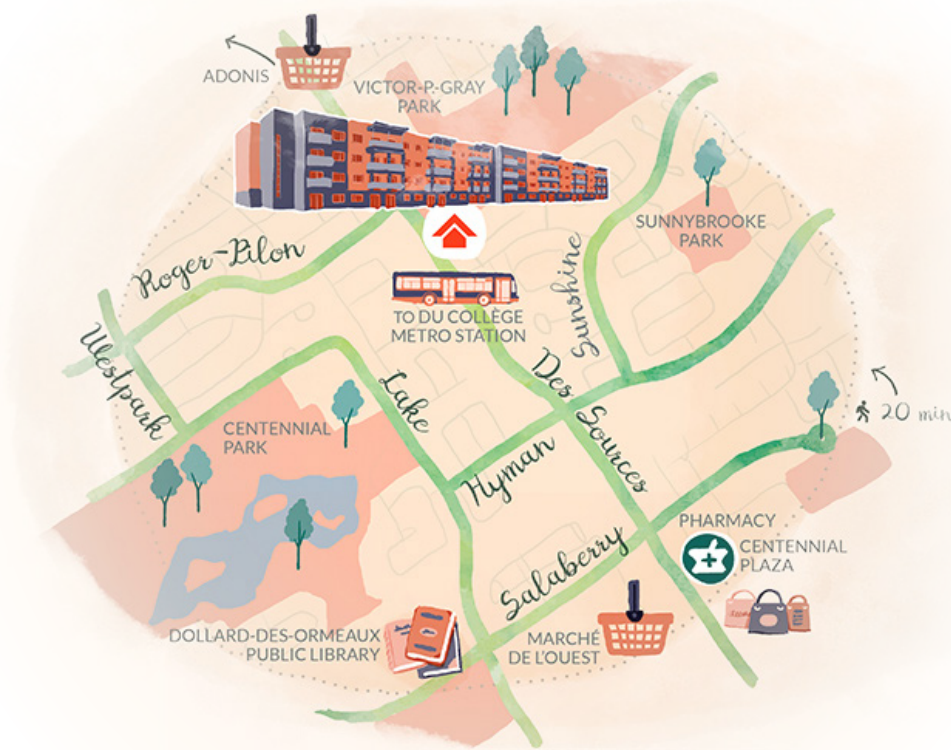 ADONIS
VICTOR-P.-GRAY
PARK
SUNNYBROOKE
PARK
Roger-Pilon
TO DU COLLÈGE
METRO STATION
Sunshine
Westpark
Lake
Des Sources
CENTENNIAL
PARK
20 min
Hyman
PHARMACY
CENTENNIAL
PLAZA
Salaberry
DOLLARD-DES-ORMEAUX
PUBLIC LIBRARY
MARCHÉ
DE L'OUEST